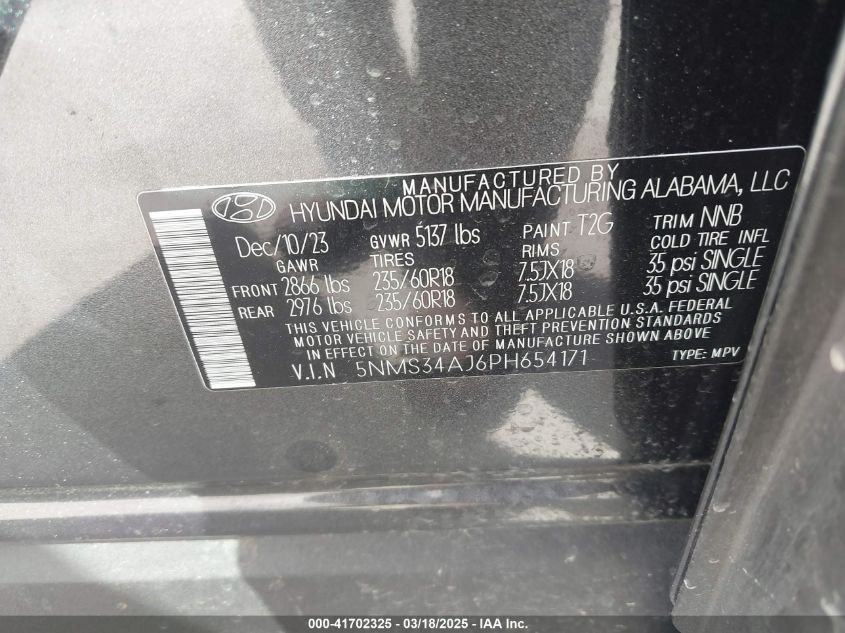 MANUFACTURED BY
HYUNDAI MOTOR MANUFACTURING ALABAMA, LLC
Dec/10/23 GVWR 5137 lbs PAINT T2G TRIM NNB
GAWR TIRES RIMS COLD TIRE INFL
FRONT 2866 lbs 235/60R18 7.5JX18 35 psi SINGLE
REAR 2976 lbs 235/60R18 7.5JX18 35 psi SINGLE
THIS VEHICLE CONFORMS TO ALL APPLICABLE U.S.A. FEDERAL
MOTOR VEHICLE SAFETY AND THEFT PREVENTION STANDARDS
IN EFFECT ON THE DATE OF MANUFACTURE SHOWN ABOVE
V.I.N 5NMS34AJ6PH654171 TYPE: MPV
000-41702325 - 03/18/2025 - IAA Inc.